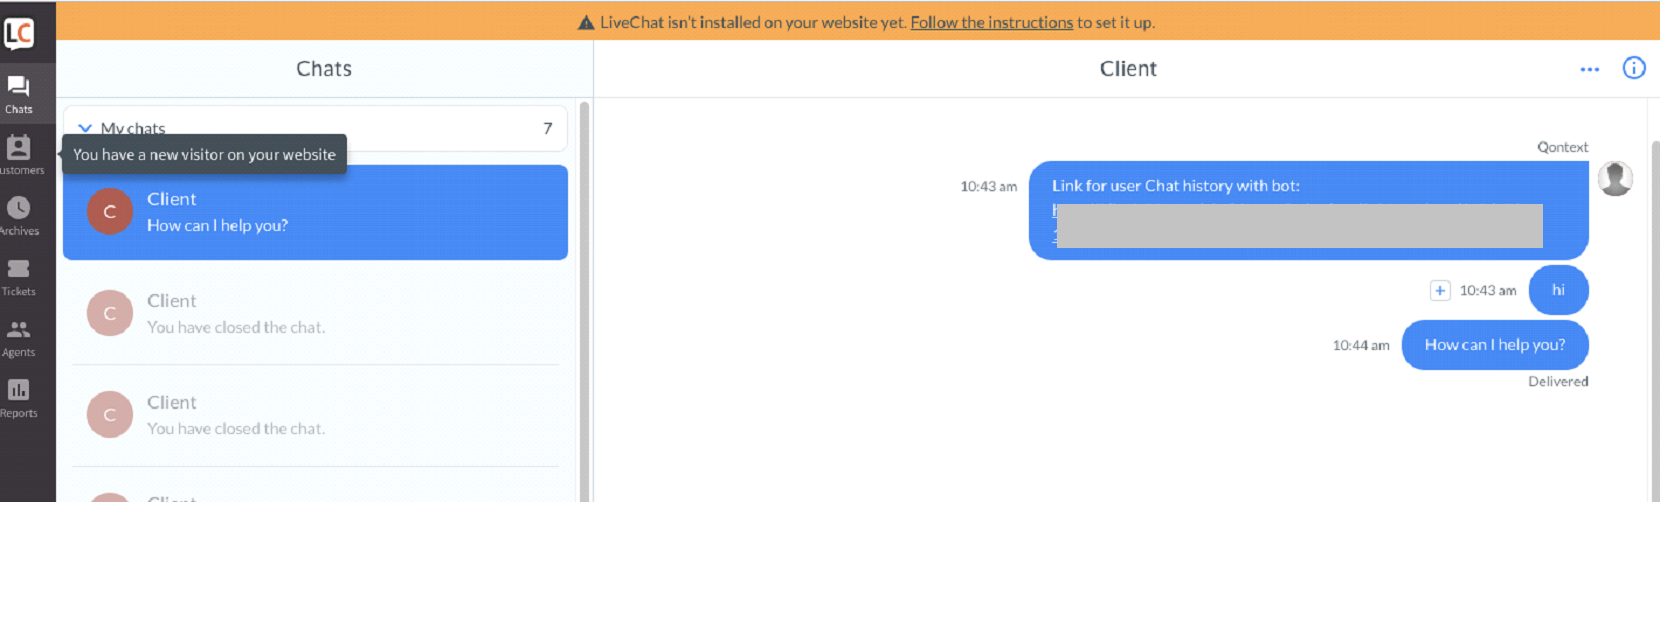 LiveChat isn't installed on your website yet. Follow the instructions to set it up.
LC
Chats
Customers
Archives
Tickets
Agents
Reports
Chats
My chats 7
You have a new visitor on your website
C
Client
How can I help you?
C
Client
You have closed the chat.
C
Client
You have closed the chat.
Client
Client
Qontext
10:43 am
Link for user Chat history with bot:
10:43 am
hi
10:44 am
How can I help you?
Delivered